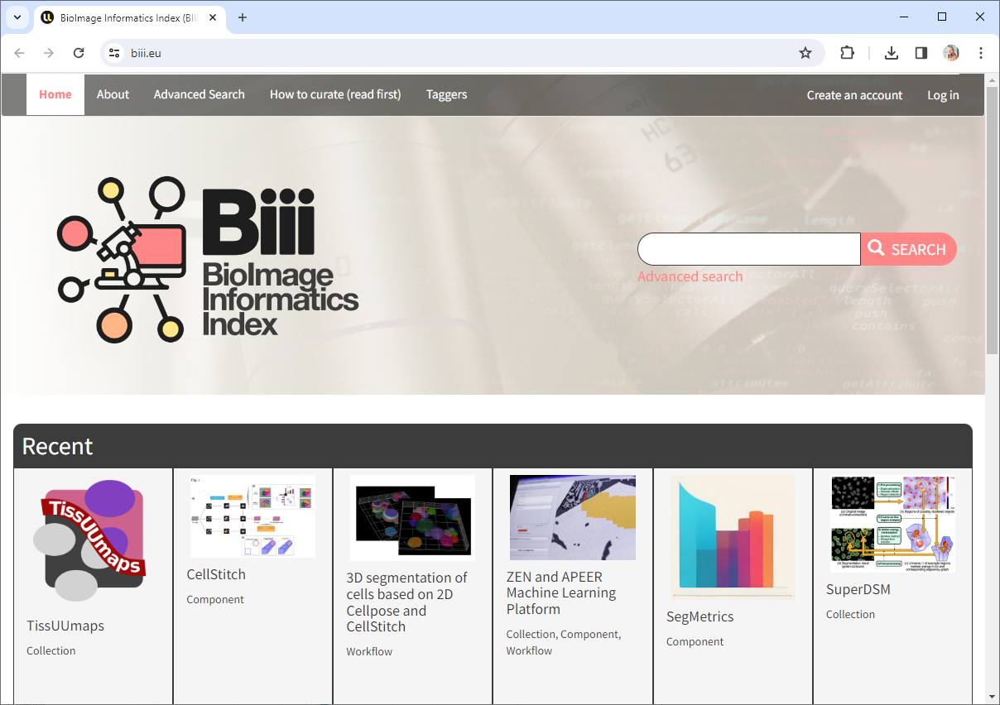 BioImage Informatics Index (BII
biii.eu
Home About Advanced Search How to curate (read first) Taggers Create an account Log in
Biii
BioImage
Informatics
Index
SEARCH
Advanced search
Recent
TissUUmaps
TissUUmaps
Collection
CellStitch
Component
3D segmentation of
cells based on 2D
Cellpose and
CellStitch
Workflow
ZEN and APEER
Machine Learning
Platform
Collection, Component,
Workflow
SegMetrics
Component
SuperDSM
Collection